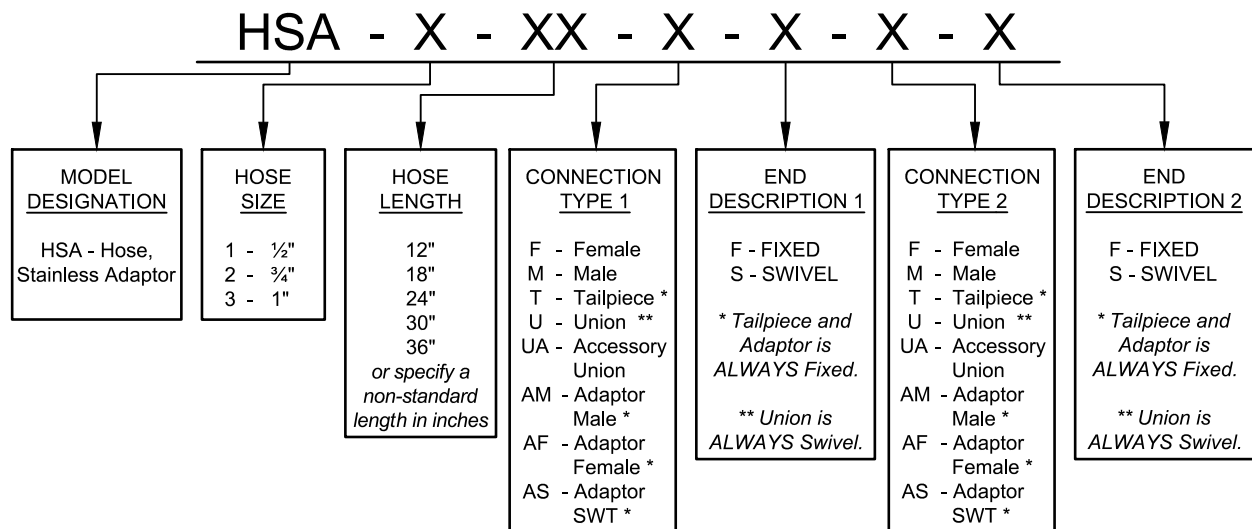 HSA - X - XX - X - X - X - X
MODEL
DESIGNATION
HSA - Hose,
Stainless Adaptor
HOSE
SIZE
1 - ½"
2 - ¾"
3 - 1"
HOSE
LENGTH
12"
18"
24"
30"
36"
or specify a
non-standard
length in inches
CONNECTION
TYPE 1
F - Female
M - Male
T - Tailpiece *
U - Union **
UA - Accessory
Union
AM - Adaptor
Male *
AF - Adaptor
Female *
AS - Adaptor
SWT *
END
DESCRIPTION 1
F - FIXED
S - SWIVEL
* Tailpiece and
Adaptor is
ALWAYS Fixed.
** Union is
ALWAYS Swivel.
CONNECTION
TYPE 2
F - Female
M - Male
T - Tailpiece *
U - Union **
UA - Accessory
Union
AM - Adaptor
Male *
AF - Adaptor
Female *
AS - Adaptor
SWT *
END
DESCRIPTION 2
F - FIXED
S - SWIVEL
* Tailpiece and
Adaptor is
ALWAYS Fixed.
** Union is
ALWAYS Swivel.